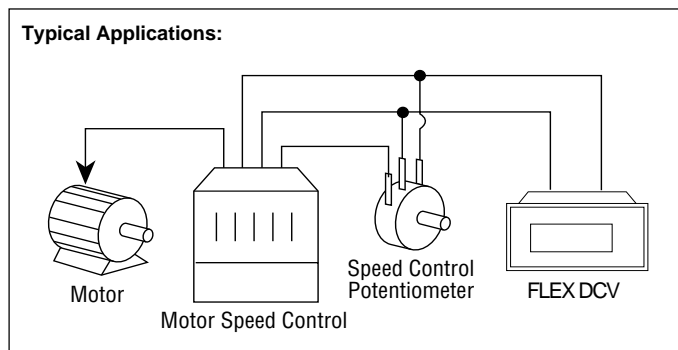 Typical Applications:
Speed Control
Potentiometer
Motor
FLEX DCV
Motor Speed Control